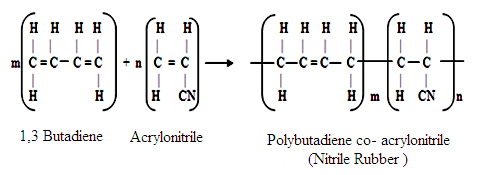 H H H H H H H H H H H H
m C = C - C = C + n C = C C - C = C - C C - C
H H H CN H H m H CN n
1,3 Butadiene Acrylonitrile Polybutadiene co- acrylonitrile
(Nitrile Rubber )